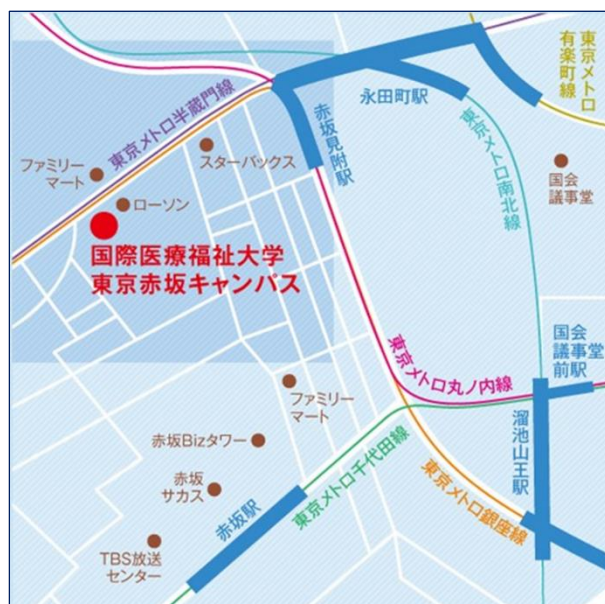 東京メトロ
有楽町線
永田町駅
赤坂見附駅
東京メトロ半蔵門線
スターバックス
ファミリー
マート
ローソン
東京メトロ南北線
国会
議事堂
国際医療福祉大学
東京赤坂キャンパス
国会
議事堂
前駅
東京メトロ丸ノ内線
ファミリー
マート
赤坂Bizタワー
溜池山王駅
赤坂
サカス
東京メトロ千代田線
東京メトロ銀座線
赤坂駅
TBS放送
センター